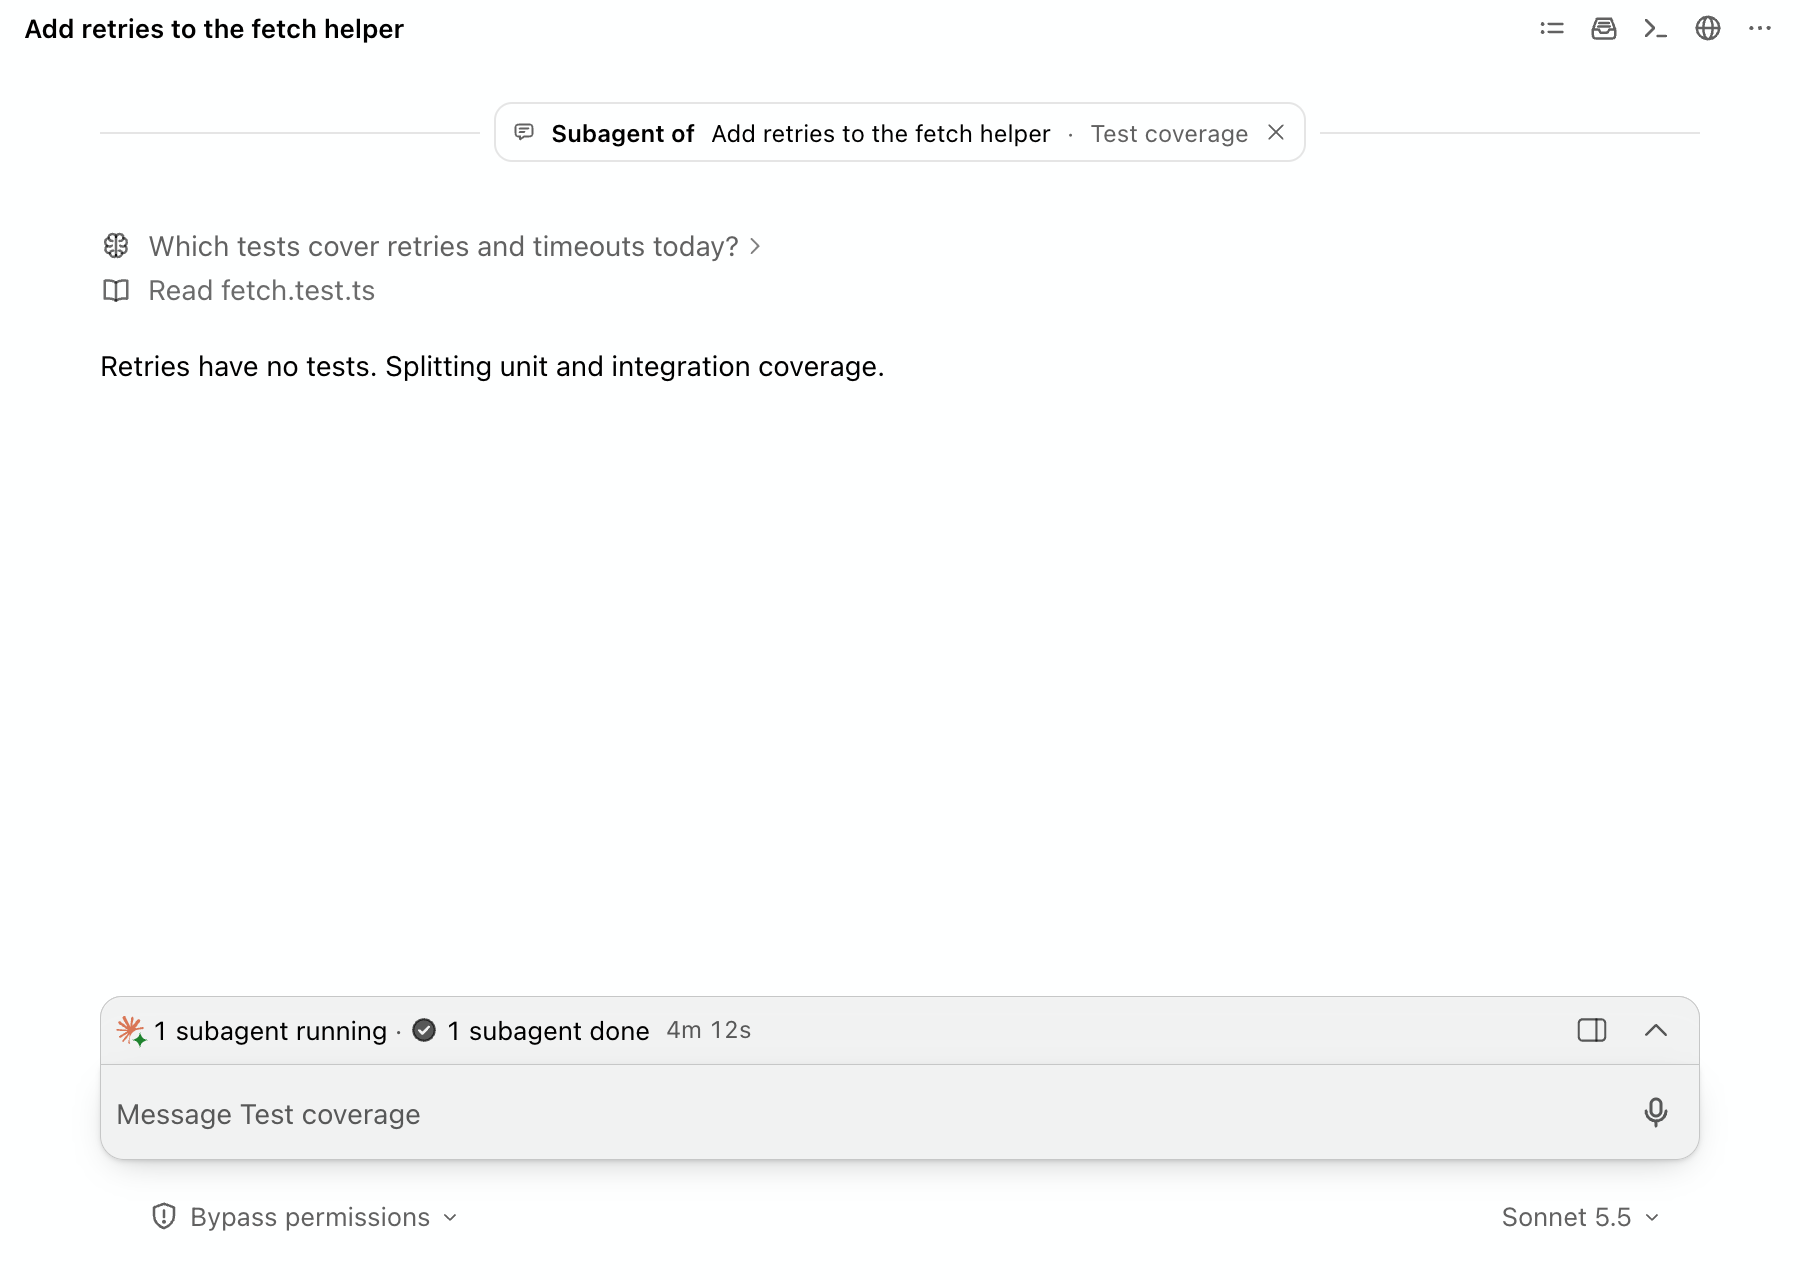 Add retries to the fetch helper
Subagent of Add retries to the fetch helper · Test coverage
Which tests cover retries and timeouts today?
Read fetch.test.ts
Retries have no tests. Splitting unit and integration coverage.
1 subagent running · 1 subagent done 4m 12s
Message Test coverage
Bypass permissions
Sonnet 5.5